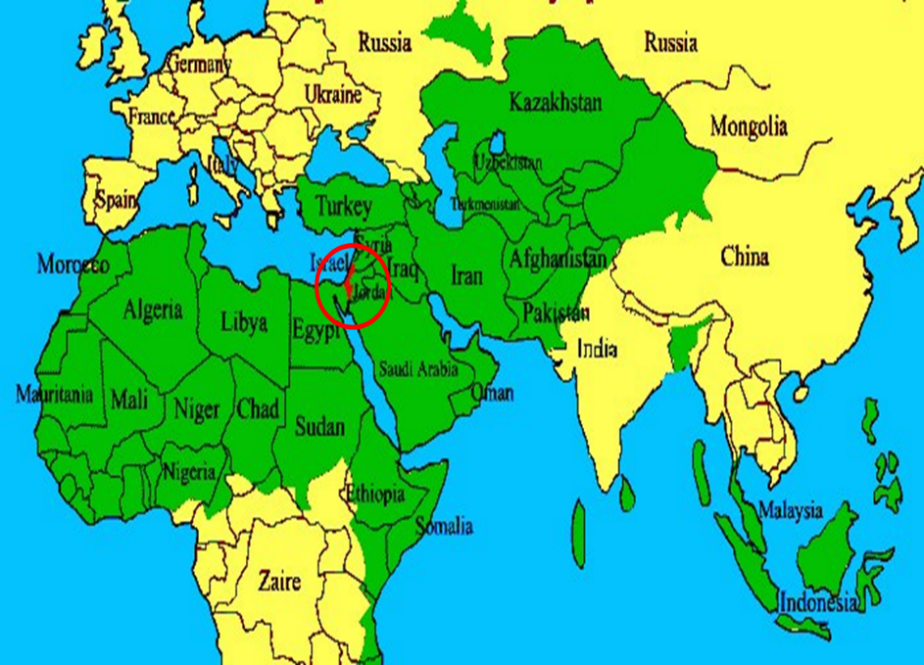 Russia
Russia
Germany
Ukraine
Kazakhstan
France
Mongolia
Italy
Uzbekistan
Spain
Turkey
Turkmenistan
Syria
Morocco
Israel
Iraq
Iran
Afghanistan
China
Jorda
Algeria
Libya
Egypt
Pakistan
India
Saudi Arabia
Oman
Mauritania
Mali
Niger
Chad
Sudan
Nigeria
Ethiopia
Somalia
Malaysia
Zaire
Indonesia